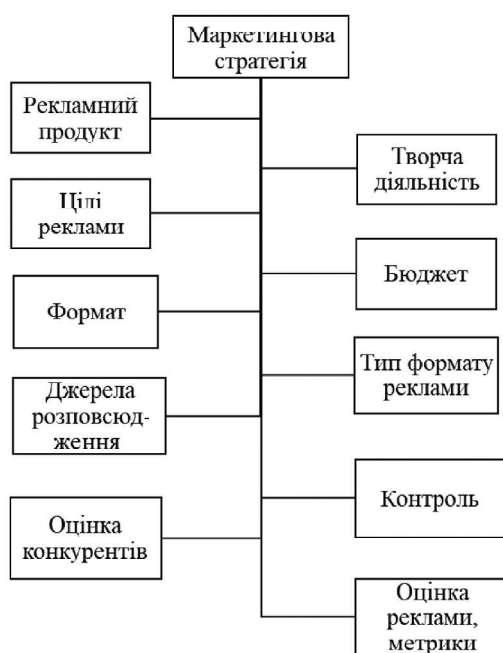 Маркетингова
стратегія
Рекламний
продукт
Творча
діяльність
Цілі
реклами
Бюджет
Формат
Тип формату
реклами
Джерела
розповсюд-
ження
Контроль
Оцінка
конкурентів
Оцінка
реклами,
метрики